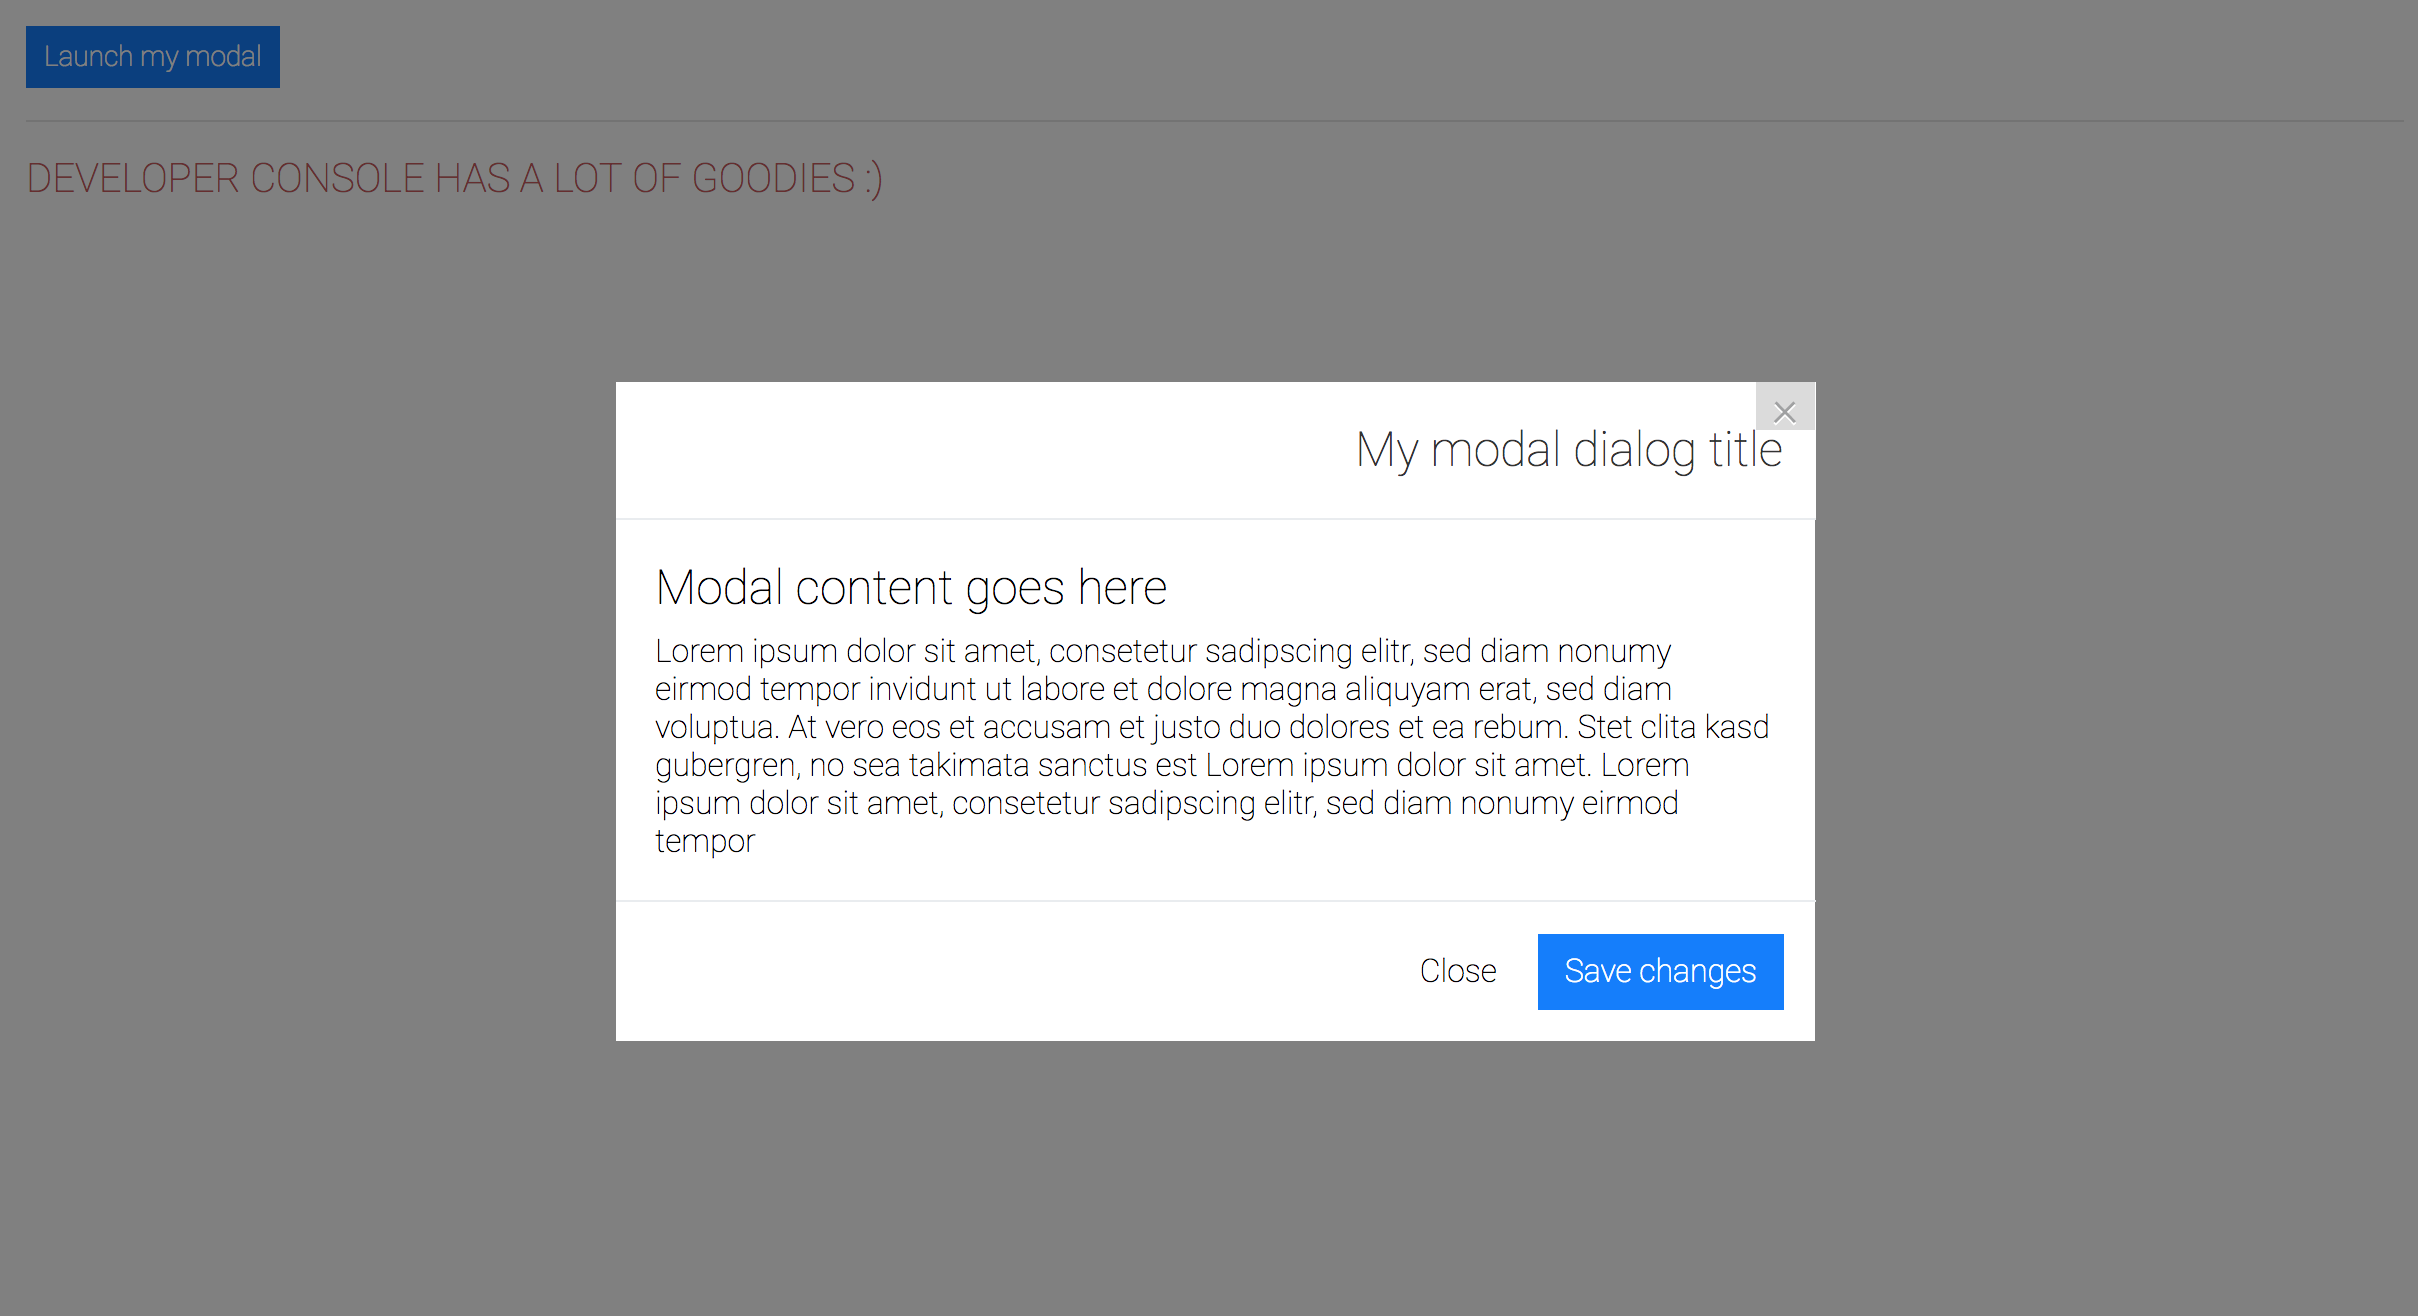 Launch my modal
DEVELOPER CONSOLE HAS A LOT OF GOODIES :)
×
My modal dialog title
Modal content goes here
Lorem ipsum dolor sit amet, consetetur sadipscing elitr, sed diam nonumy
eirmod tempor invidunt ut labore et dolore magna aliquyam erat, sed diam
voluptua. At vero eos et accusam et justo duo dolores et ea rebum. Stet clita kasd
gubergren, no sea takimata sanctus est Lorem ipsum dolor sit amet. Lorem
ipsum dolor sit amet, consetetur sadipscing elitr, sed diam nonumy eirmod
tempor
Close
Save changes